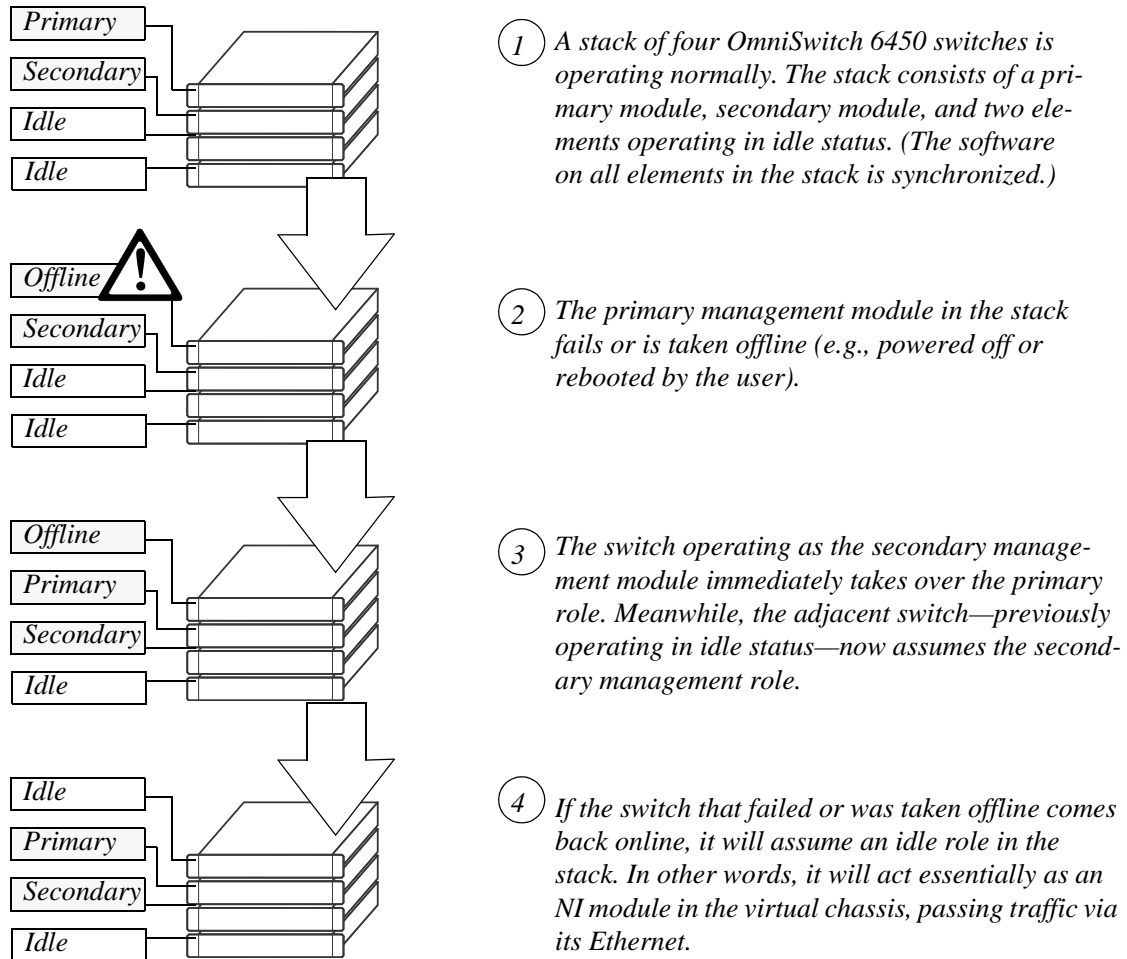 Primary
Secondary
Idle
Idle
1
A stack of four OmniSwitch 6450 switches is
operating normally. The stack consists of a pri-
mary module, secondary module, and two ele-
ments operating in idle status. (The software
on all elements in the stack is synchronized.)
Offline
!
Secondary
Idle
Idle
2
The primary management module in the stack
fails or is taken offline (e.g., powered off or
rebooted by the user).
Offline
Primary
Secondary
Idle
3
The switch operating as the secondary manage-
ment module immediately takes over the primary
role. Meanwhile, the adjacent switch—previously
operating in idle status—now assumes the second-
ary management role.
Idle
Primary
Secondary
Idle
4
If the switch that failed or was taken offline comes
back online, it will assume an idle role in the
stack. In other words, it will act essentially as an
NI module in the virtual chassis, passing traffic via
its Ethernet.